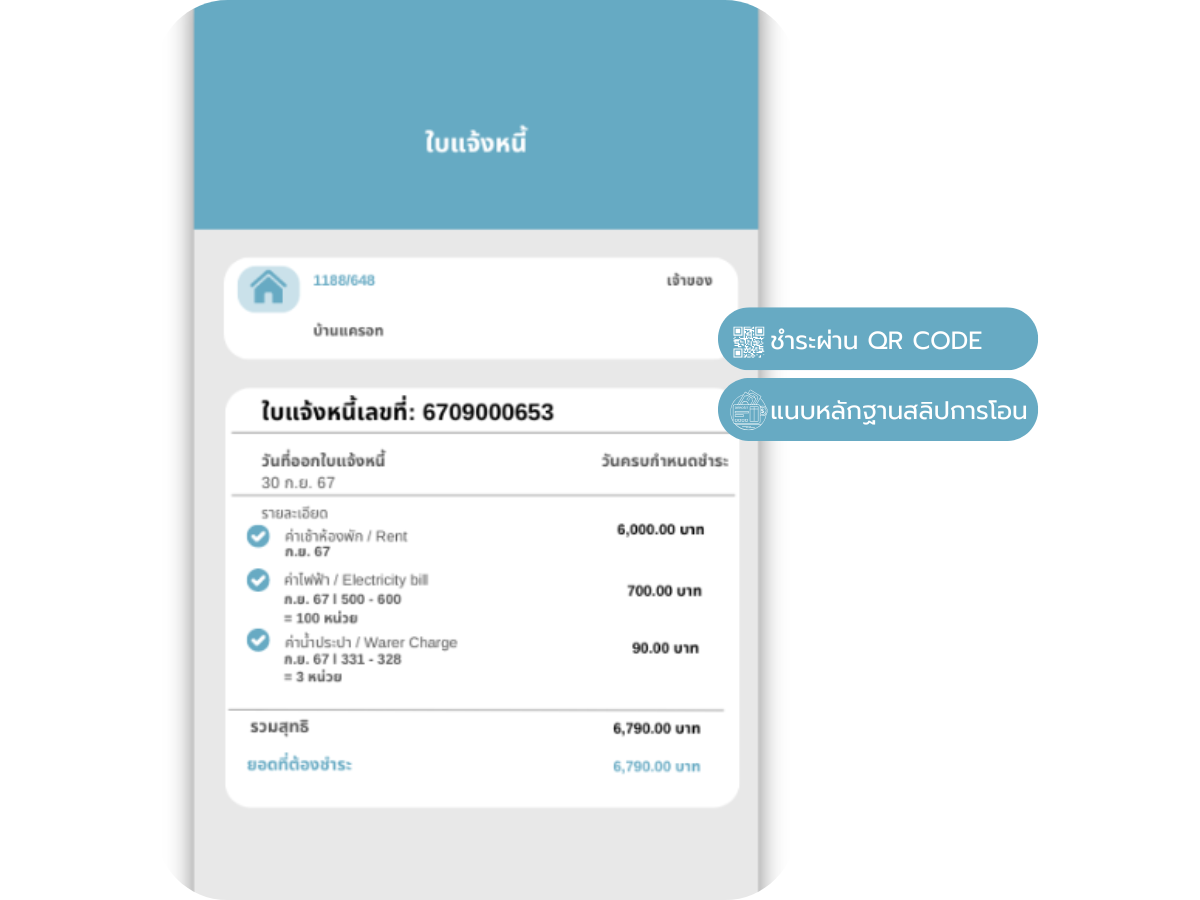 ใบแจ้งหนี้
1188/648
เจ้าของ
บ้านแครอท
ชำระผ่าน QR CODE
แนบหลักฐานสลิปการโอน
ใบแจ้งหนี้เลขที่: 6709000653
วันที่ออกใบแจ้งหนี้
วันครบกำหนดชำระ
30 ก.ย. 67
รายละเอียด
ค่าเช้าห้องพัก / Rent
6,000.00 บาท
ก.ย. 67
ค่าไฟฟ้า / Electricity bill
700.00 บาท
ก.ย. 67 l 500 - 600
= 100 หน่วย
ค่าน้ำประปา / Warer Charge
90.00 บาท
ก.ย. 67 l 331 - 328
= 3 หน่วย
รวมสุทธิ
6,790.00 บาท
ยอดที่ต้องชำระ
6,790.00 บาท